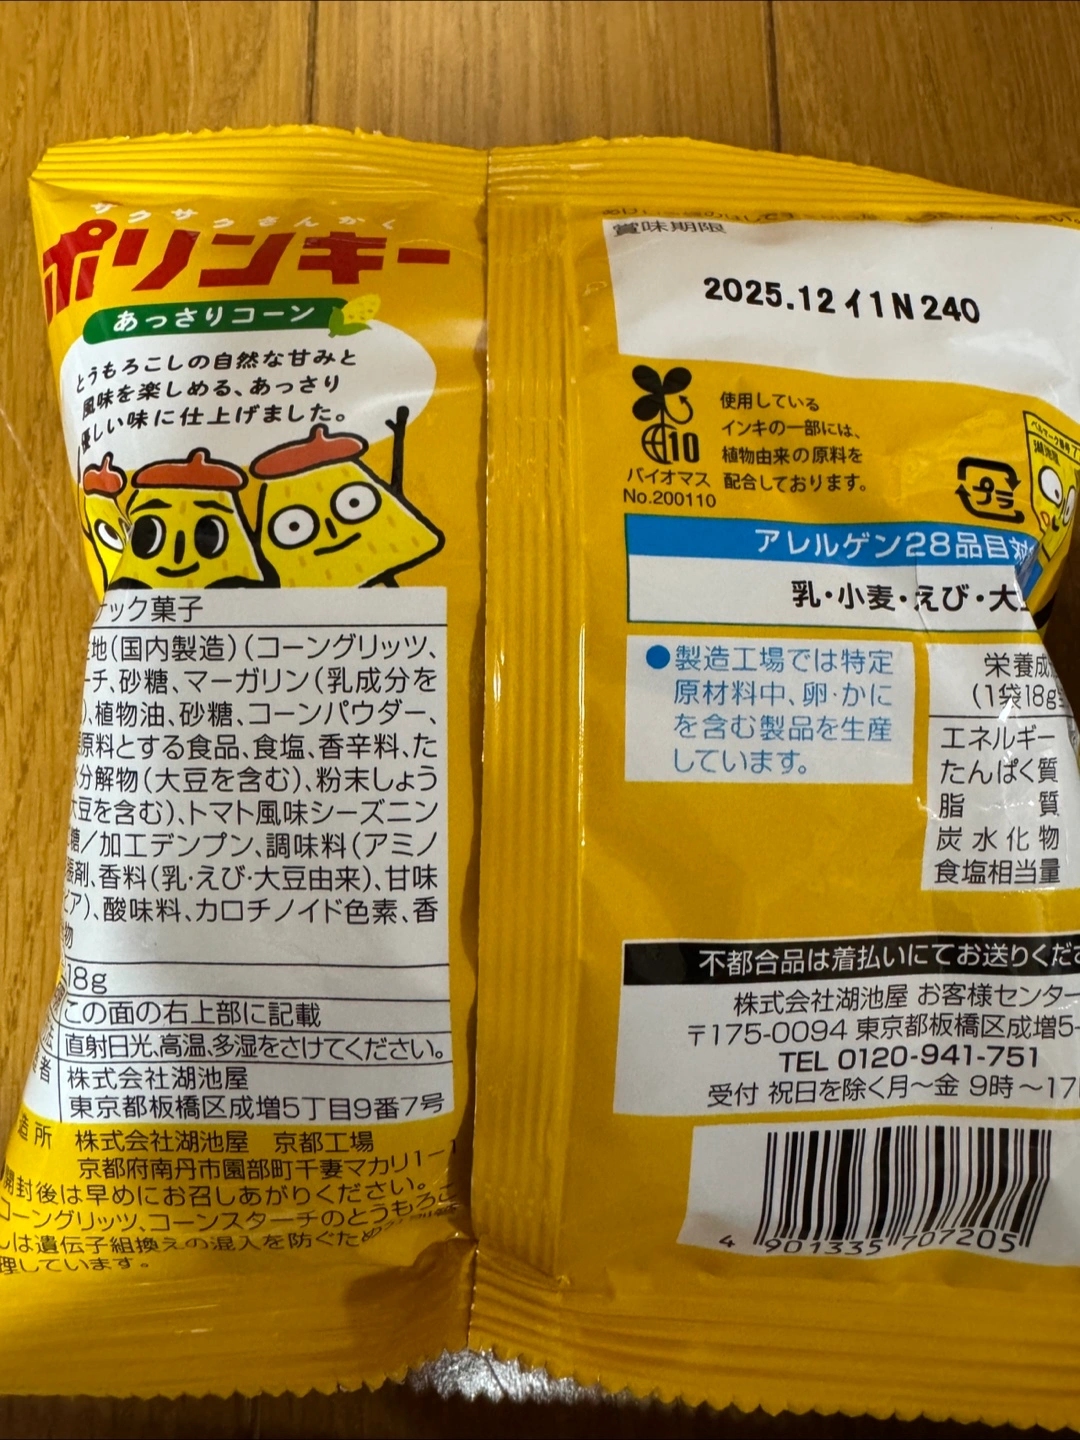 サクサクさんかく
ポリンキー
あっさりコーン
とうもろこしの自然な甘みと
風味を楽しめる、あっさり
優しい味に仕上げました。
ナック菓子
地(国内製造)(コーングリッツ、
ーチ、砂糖、マーガリン(乳成分を
)、植物油、砂糖、コーンパウダー、
原料とする食品、食塩、香辛料、た
分解物(大豆を含む)、粉末しょう
大豆を含む)、トマト風味シーズニン
糖/加工デンプン、調味料(アミノ
張剤、香料(乳・えび・大豆由来)、甘味
ア)、酸味料、カロチノイド色素、香
物
18g
この面の右上部に記載
直射日光、高温、多湿をさけてください。
者 株式会社湖池屋
東京都板橋区成増5丁目9番7号
造所 株式会社湖池屋 京都工場
京都府南丹市園部町千妻マカリ1-1
開封後は早めにお召しあがりください。
コーングリッツ、コーンスターチのとうもろこ
しは遺伝子組換えの混入を防ぐため
理しています。
賞味期限
2025.12 イ1N 240
10
バイオマス
No.200110
使用している
インキの一部には、
植物由来の原料を
配合しております。
プラ
アレルゲン28品目対
乳・小麦・えび・大
●製造工場では特定
原材料中、卵・かに
を含む製品を生産
しています。
栄養成
(1袋18g
エネルギー
たんぱく質
脂質
炭水化物
食塩相当量
不都合品は着払いにてお送りくださ
株式会社湖池屋 お客様センター
〒175-0094 東京都板橋区成増5-
TEL 0120-941-751
受付 祝日を除く月〜金 9時〜17
4 901335 707205